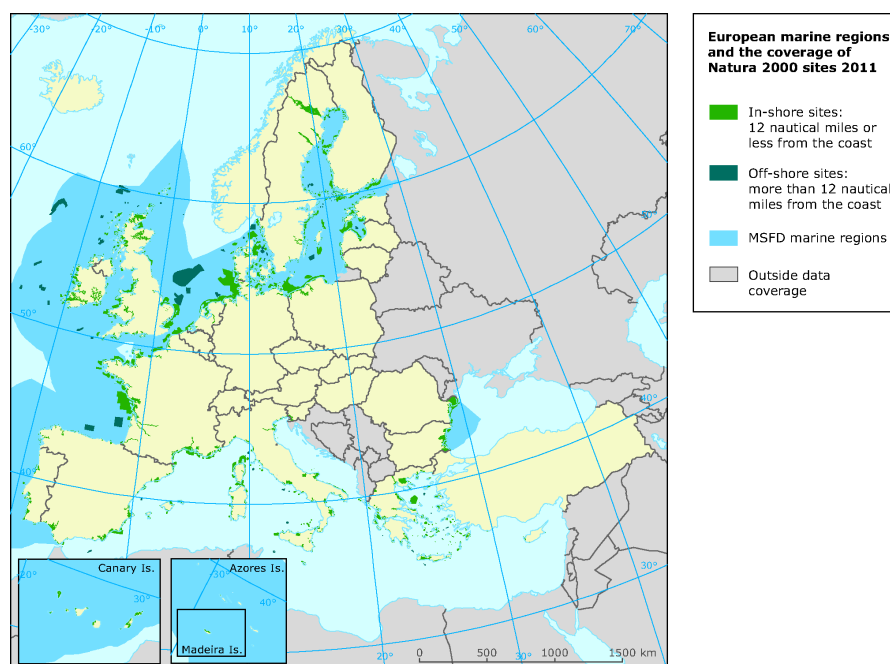 -30°
-20°
-10°
0°
10°
20°
30°
40°
50°
60°
70°
60°
50°
50°
40°
40°
30°
20°
30°
20°
30°
30°
40°
Canary Is.
Azores Is.
Madeira Is.
0 500 1000 1500 km
European marine regions
and the coverage of
Natura 2000 sites 2011
In-shore sites:
12 nautical miles or
less from the coast
Off-shore sites:
more than 12 nautical
miles from the coast
MSFD marine regions
Outside data
coverage